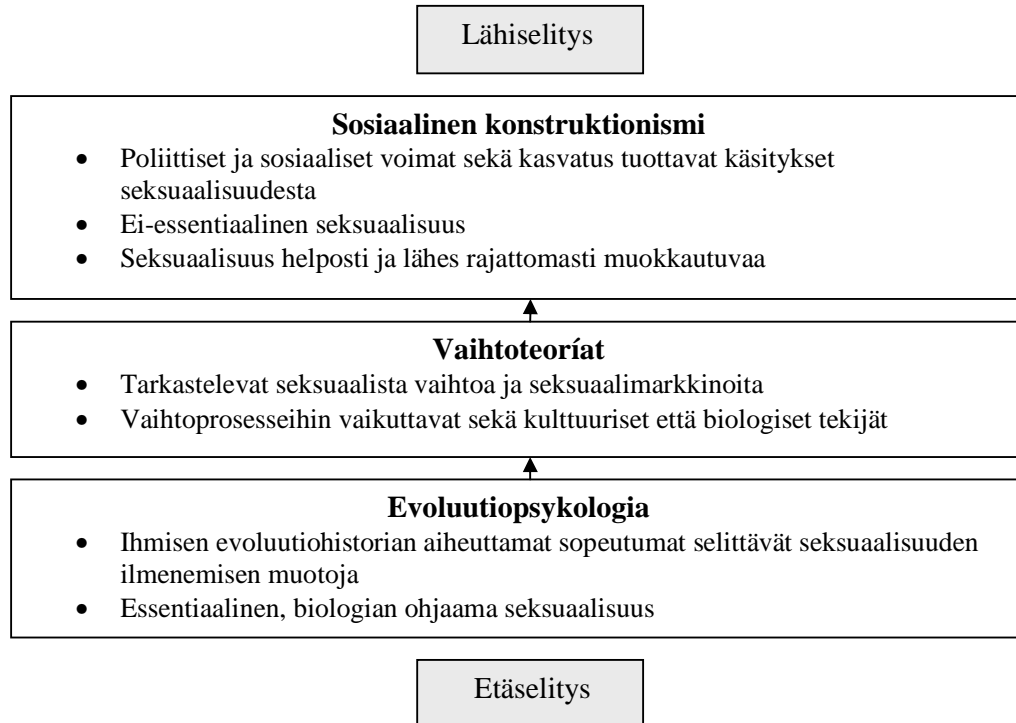 Lähiselitys
Sosiaalinen konstruktionismi
• Poliittiset ja sosiaaliset voimat sekä kasvatus tuottavat käsitykset
seksuaalisuudesta
• Ei-essentiaalinen seksuaalisuus
• Seksuaalisuus helposti ja lähes rajattomasti muokkautuvaa
Vaihtoteoríat
• Tarkastelevat seksuaalista vaihtoa ja seksuaalimarkkinoita
• Vaihtoprosesseihin vaikuttavat sekä kulttuuriset että biologiset tekijät
Evoluutiopsykologia
• Ihmisen evoluutiohistorian aiheuttamat sopeutumat selittävät seksuaalisuuden
ilmenemisen muotoja
• Essentiaalinen, biologian ohjaama seksuaalisuus
Etäselitys